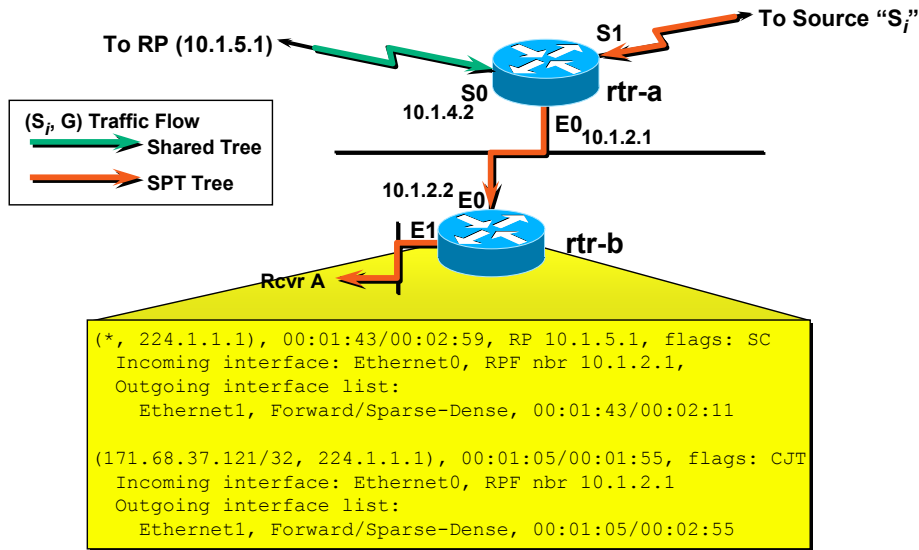 To Source “Si”
To RP (10.1.5.1)
S1
S0
rtr-a
10.1.4.2
E0
10.1.2.1
(Si, G) Traffic Flow
Shared Tree
SPT Tree
10.1.2.2
E0
E1
rtr-b
Rcvr A
(*, 224.1.1.1), 00:01:43/00:02:59, RP 10.1.5.1, flags: SC
Incoming interface: Ethernet0, RPF nbr 10.1.2.1,
Outgoing interface list:
Ethernet1, Forward/Sparse-Dense, 00:01:43/00:02:11
(171.68.37.121/32, 224.1.1.1), 00:01:05/00:01:55, flags: CJT
Incoming interface: Ethernet0, RPF nbr 10.1.2.1
Outgoing interface list:
Ethernet1, Forward/Sparse-Dense, 00:01:05/00:02:55